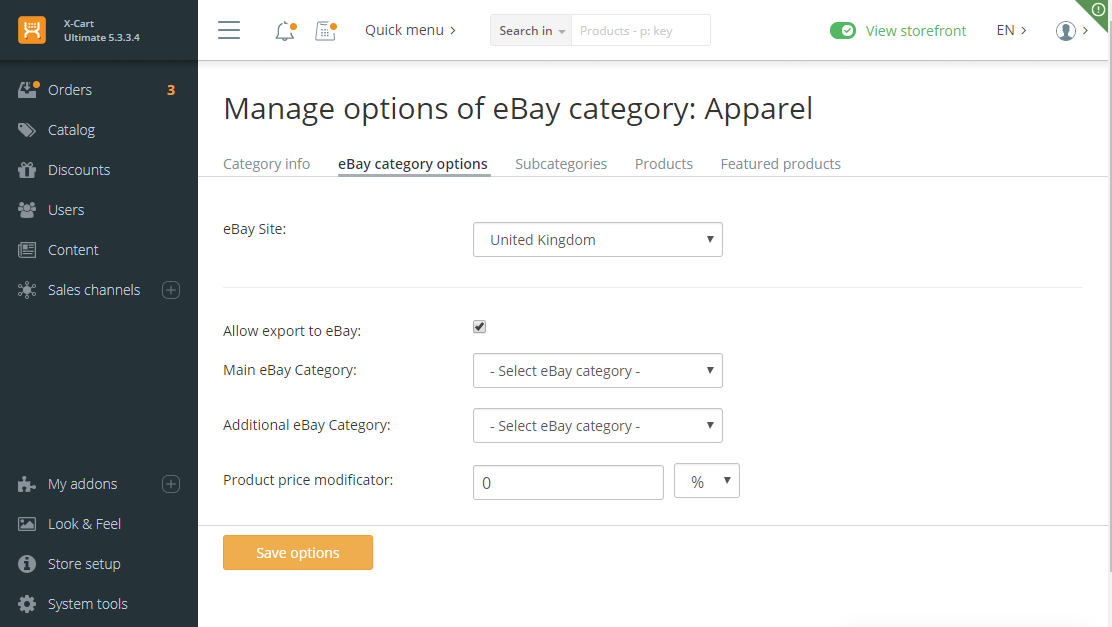 X-Cart
Ultimate 5.3.3.4
Quick menu
Search in
Products - p: key
View storefront
EN
Orders 3
Catalog
Discounts
Users
Content
Sales channels
My addons
Look & Feel
Store setup
System tools
Manage options of eBay category: Apparel
Category info eBay category options Subcategories Products Featured products
eBay Site: United Kingdom
Allow export to eBay:
Main eBay Category: - Select eBay category -
Additional eBay Category: - Select eBay category -
Product price modificator: 0 %
Save options